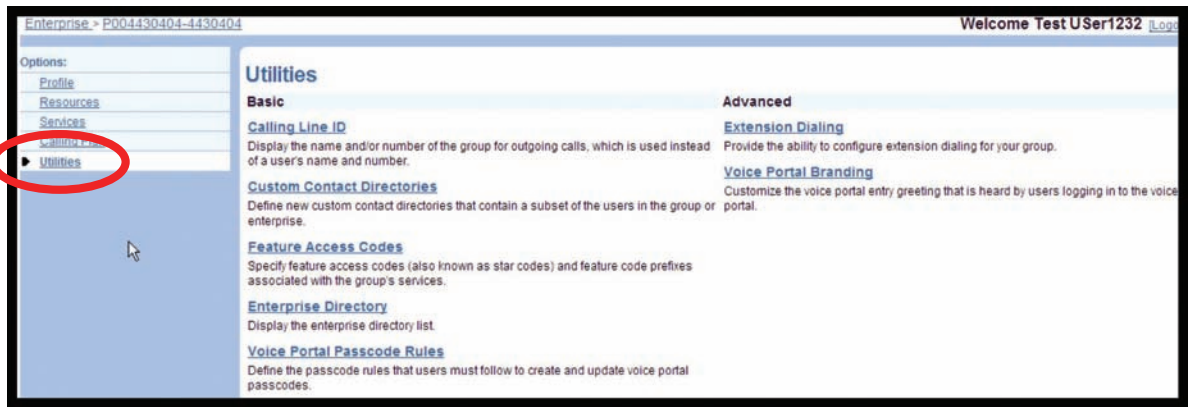 Enterprise > P004430404-4430404
Welcome Test USer1232 [Logo
Options:
Profile
Resources
Services
Calling
Utilities
Utilities
Basic
Calling Line ID
Display the name and/or number of the group for outgoing calls, which is used instead
of a user's name and number.
Custom Contact Directories
Define new custom contact directories that contain a subset of the users in the group or
enterprise.
Feature Access Codes
Specify feature access codes (also known as star codes) and feature code prefixes
associated with the group's services.
Enterprise Directory
Display the enterprise directory list.
Voice Portal Passcode Rules
Define the passcode rules that users must follow to create and update voice portal
passcodes.
Advanced
Extension Dialing
Provide the ability to configure extension dialing for your group.
Voice Portal Branding
Customize the voice portal entry greeting that is heard by users logging in to the voice
portal.